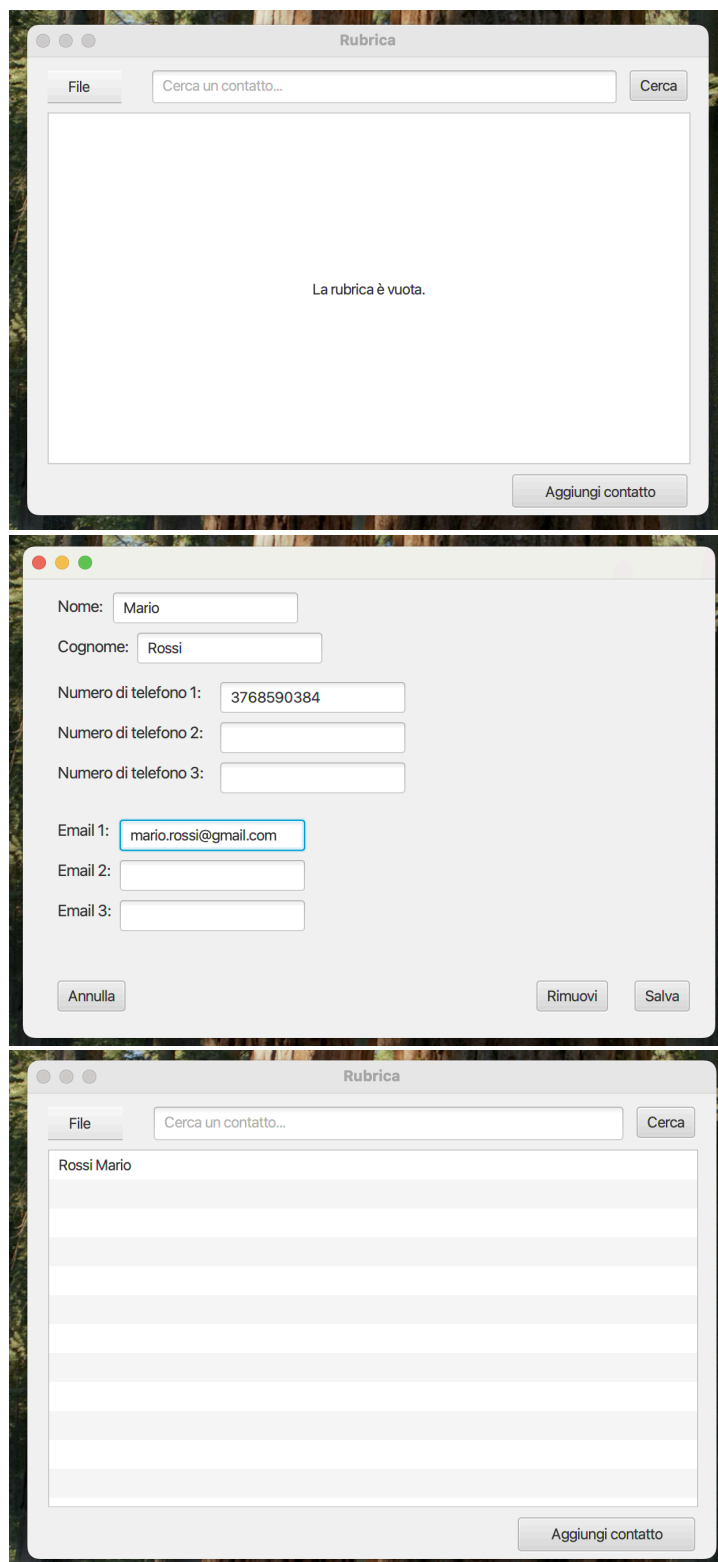 Rubrica
File Cerca un contatto... Cerca
La rubrica è vuota.
Aggiungi contatto
Nome: Mario
Cognome: Rossi
Numero di telefono 1: 3768590384
Numero di telefono 2:
Numero di telefono 3:
Email 1: mario.rossi@gmail.com
Email 2:
Email 3:
Annulla Rimuovi Salva
Rubrica
File Cerca un contatto... Cerca
Rossi Mario
Aggiungi contatto